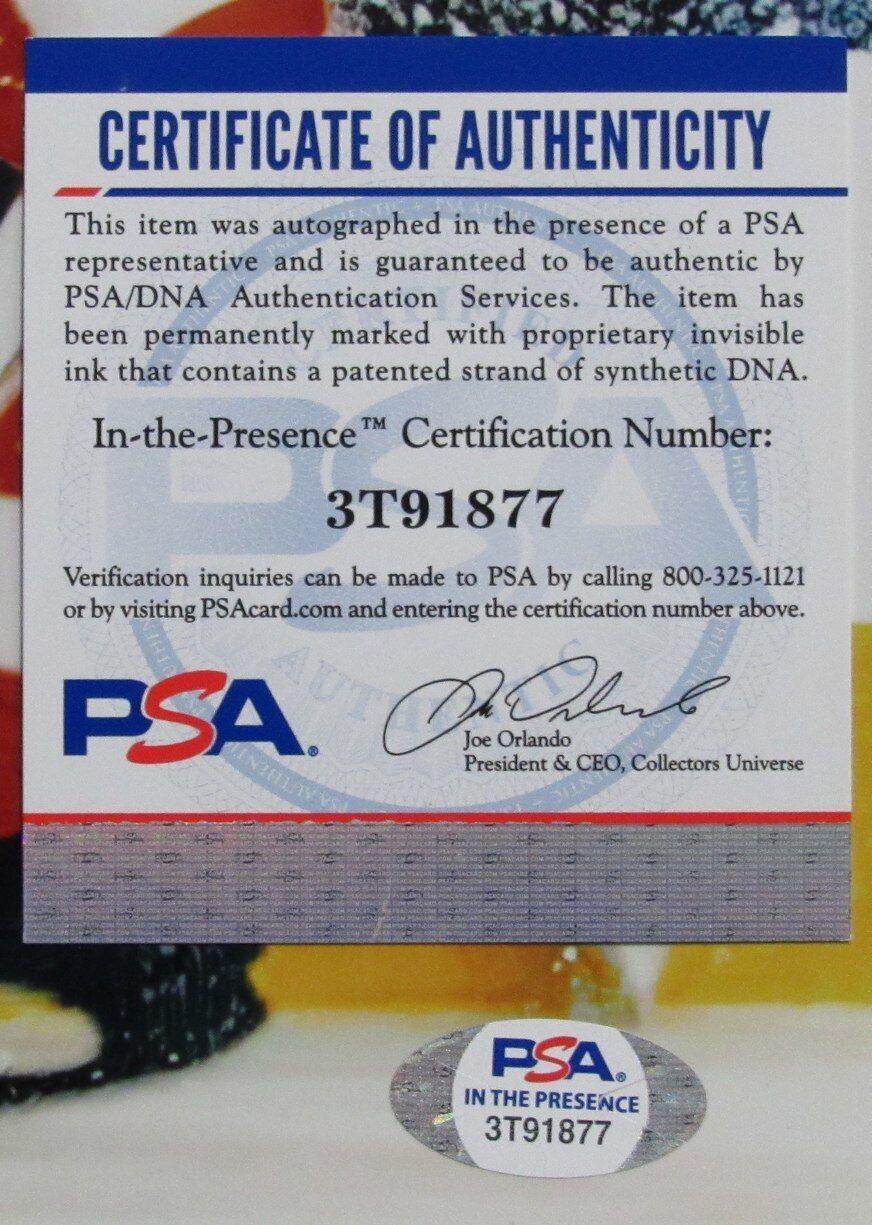 CERTIFICATE OF AUTHENTICITY
This item was autographed in the presence of a PSA
representative and is guaranteed to be authentic by
PSA/DNA Authentication Services. The item has
been permanently marked with proprietary invisible
ink that contains a patented strand of synthetic DNA.
In-the-Presence™ Certification Number:
3T91877
Verification inquiries can be made to PSA by calling 800-325-1121
or by visiting PSAcard.com and entering the certification number above.
PSA®
Joe Orlando
President & CEO, Collectors Universe
PSA®
IN THE PRESENCE
3T91877